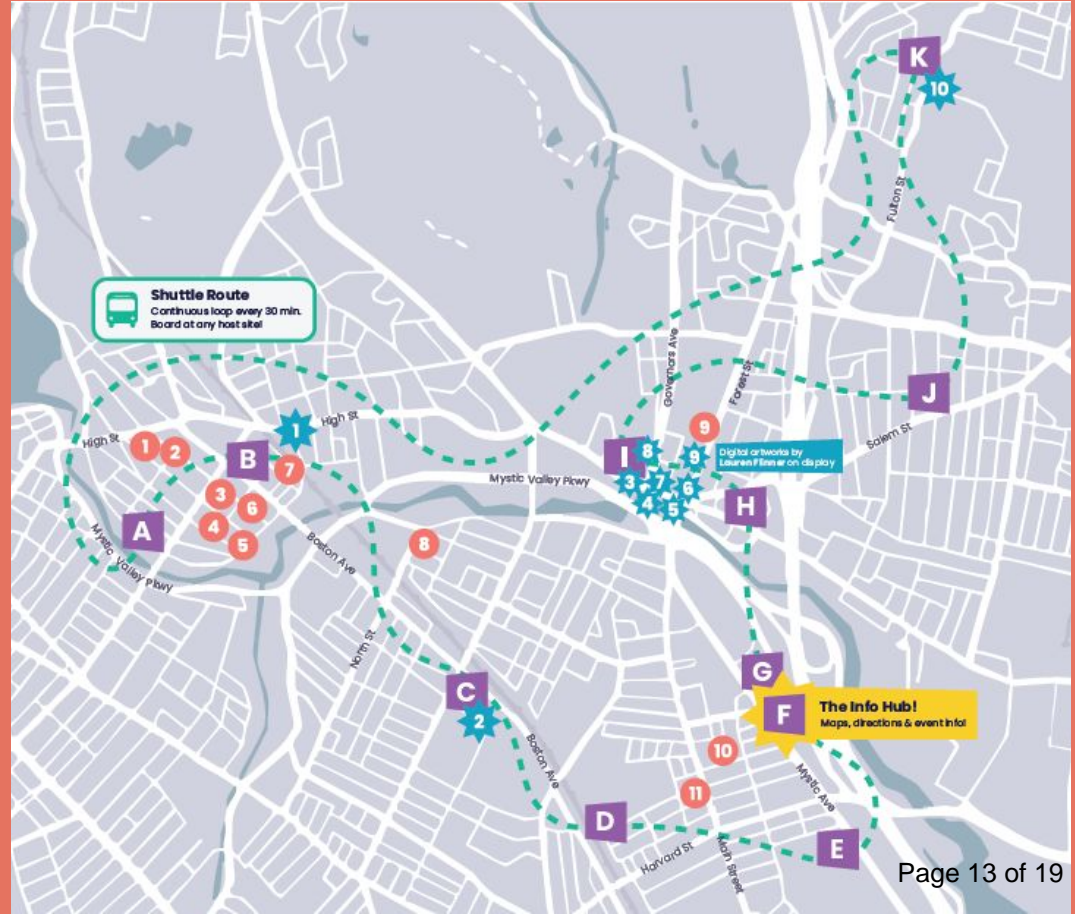 K
10
Fulton St
Shuttle Route
Continuous loop every 30 min.
Board at any host site!
Governors Ave
Forest St
J
1
High St
High St
1
2
B
7
9
Salem St
I
8
9
Digital artworks by
Lauren Flinner on display
3
7
6
4
5
Mystic Valley Pkwy
H
3
6
4
5
A
Mystic Valley Pkwy
Boston Ave
8
North St
C
2
G
F
The Info Hub!
Maps, directions & event info!
10
11
Boston Ave
Mystic Ave
D
E
Harvard St
Main Street
Page 13 of 19